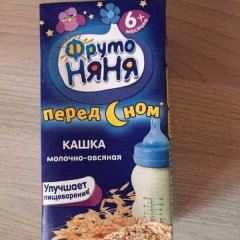 6+
месяцев
фруто
няня
перед сном
КАШКА
молочно-овсяная
Улучшает
пищеварение